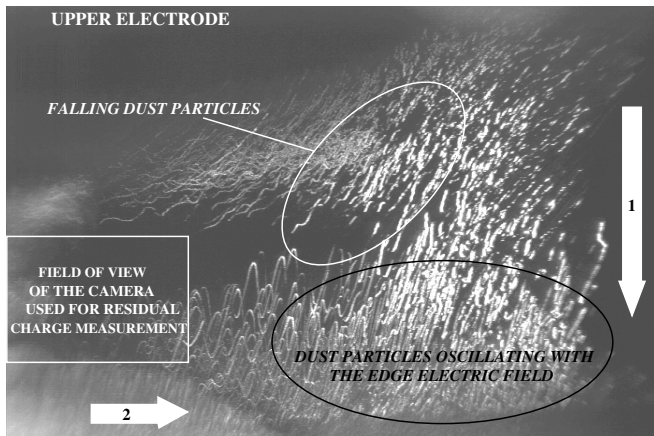 UPPER ELECTRODE
FALLING DUST PARTICLES
1
FIELD OF VIEW
OF THE CAMERA
USED FOR RESIDUAL
CHARGE MEASUREMENT
DUST PARTICLES OSCILLATING WITH
THE EDGE ELECTRIC FIELD
2